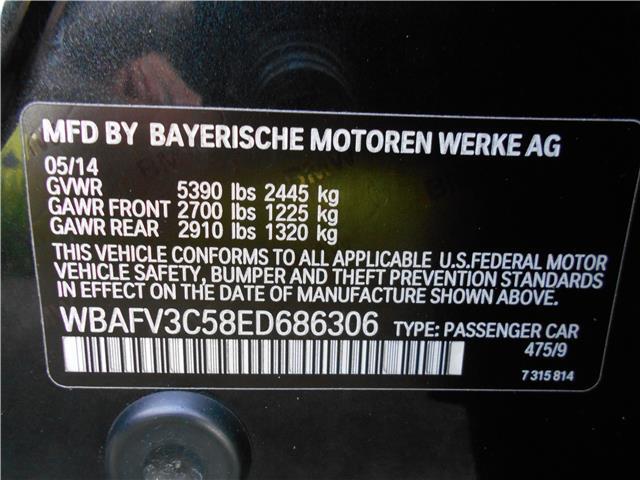 MFD BY BAYERISCHE MOTOREN WERKE AG
05/14
GVWR 5390 lbs 2445 kg
GAWR FRONT 2700 lbs 1225 kg
GAWR REAR 2910 lbs 1320 kg
THIS VEHICLE CONFORMS TO ALL APPLICABLE U.S.FEDERAL MOTOR
VEHICLE SAFETY, BUMPER AND THEFT PREVENTION STANDARDS
IN EFFECT ON THE DATE OF MANUFACTURE SHOWN ABOVE.
WBAFV3C58ED686306 TYPE: PASSENGER CAR
475/9
7 315 814